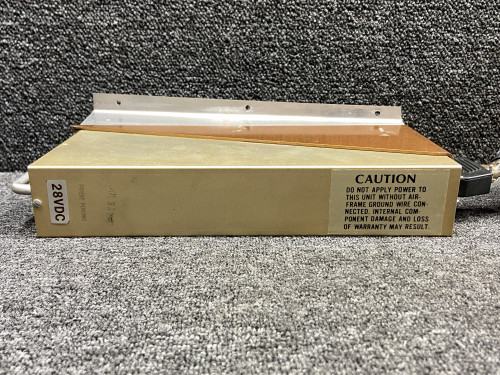 28VDC
CAUTION
DO NOT APPLY POWER TO
THIS UNIT WITHOUT AIR-
FRAME GROUND WIRE CON-
NECTED. INTERNAL COM-
PONENT DAMAGE AND LOSS
OF WARRANTY MAY RESULT.